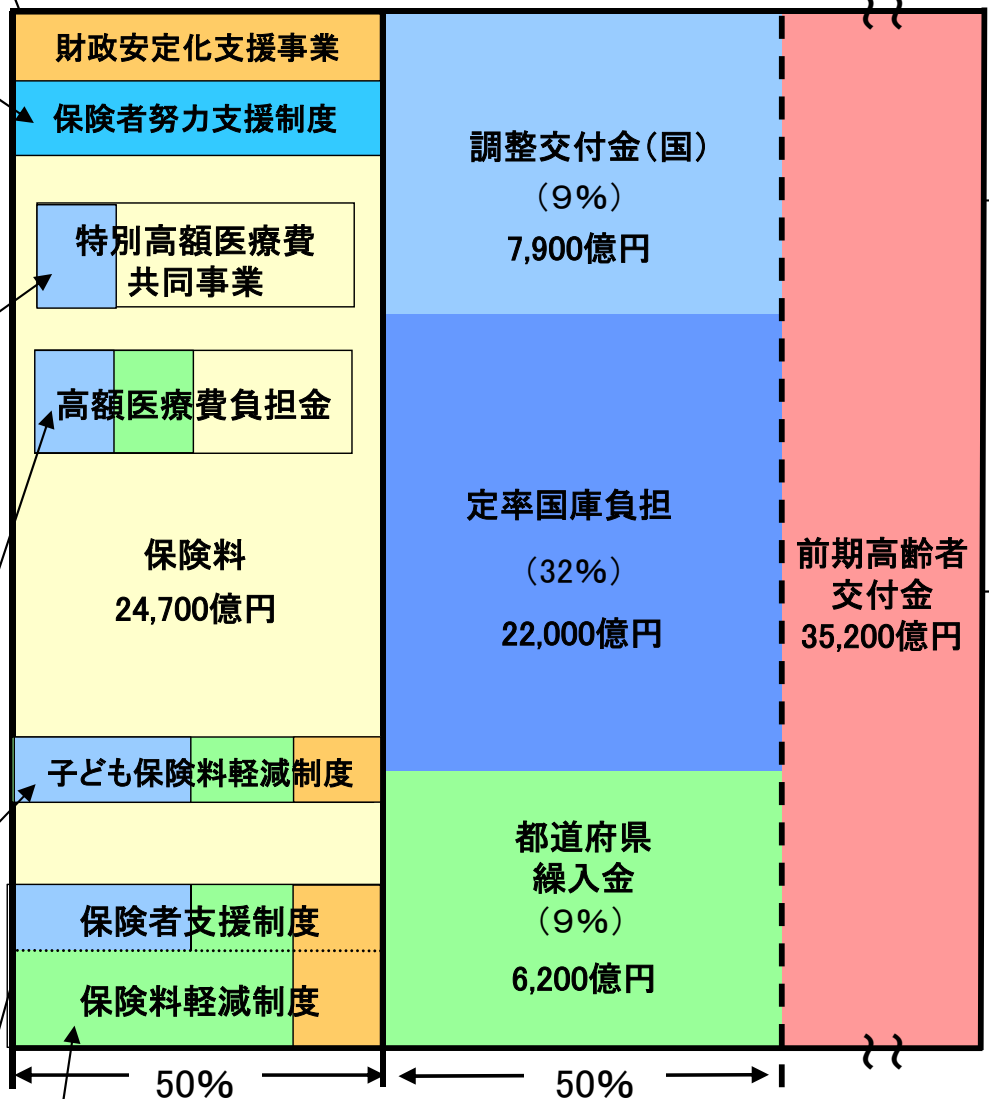 財政安定化支援事業
保険者努力支援制度
特別高額医療費
共同事業
高額医療費負担金
保険料
24,700億円
子ども保険料軽減制度
保険者支援制度
保険料軽減制度
50%
調整交付金(国)
(9%)
7,900億円
定率国庫負担
(32%)
22,000億円
都道府県
繰入金
(9%)
6,200億円
50%
前期高齢者
交付金
35,200億円